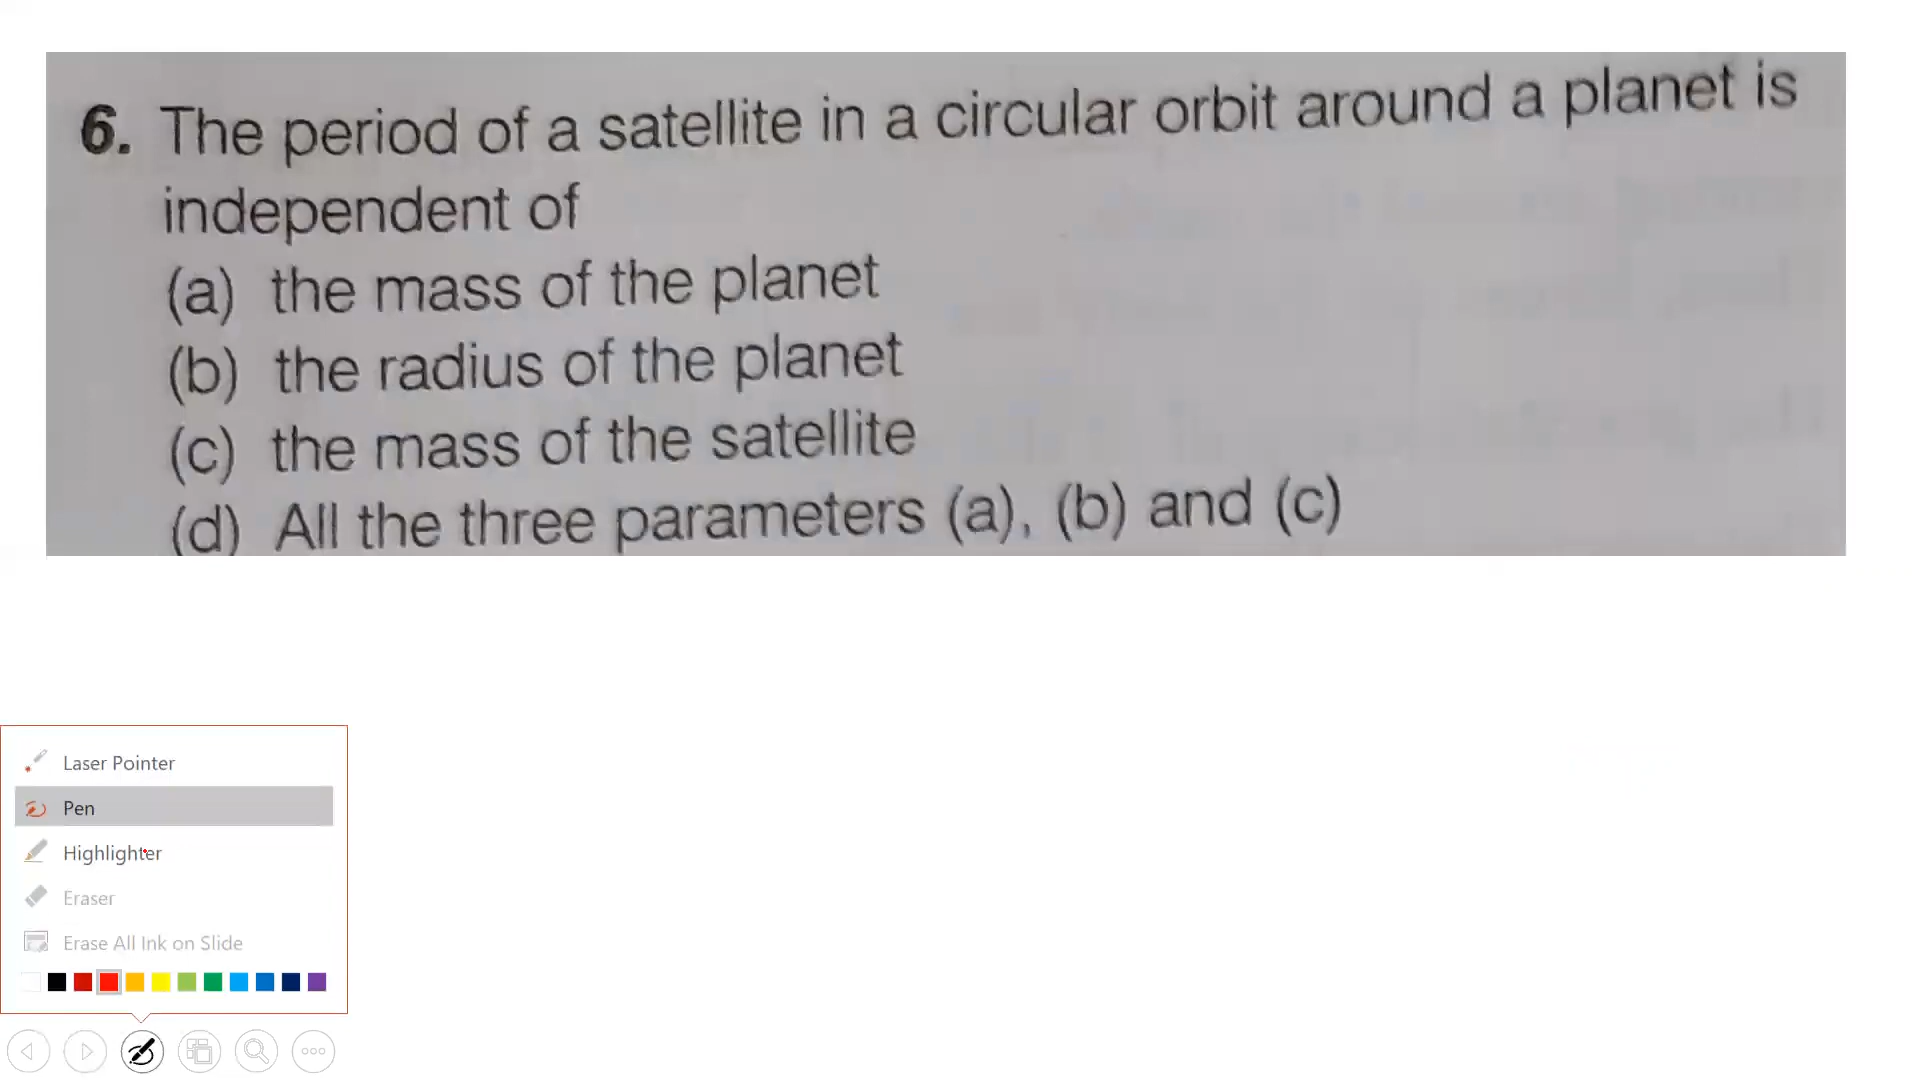 6. The period of a satellite in a circular orbit around a planet is
independent of
(a) the mass of the planet
(b) the radius of the planet
(c) the mass of the satellite
(d) All the three parameters (a), (b) and (c)
Laser Pointer
Pen
Highlighter
Eraser
Erase All Ink on Slide